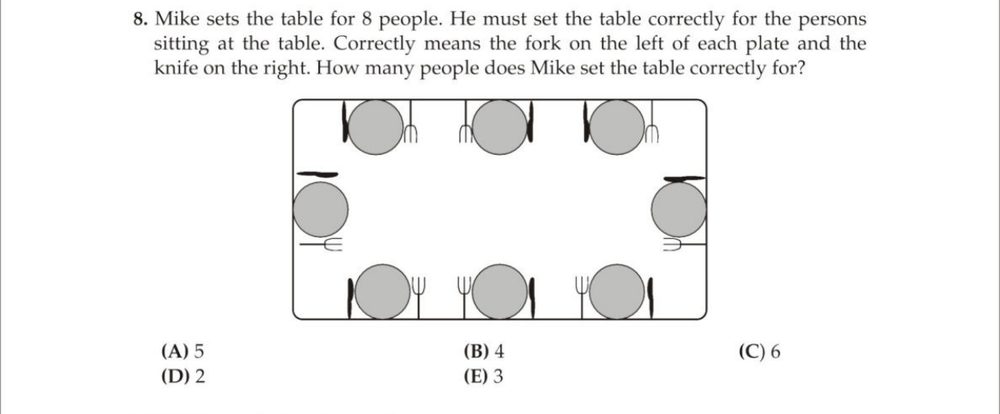 8. Mike sets the table for 8 people. He must set the table correctly for the persons
sitting at the table. Correctly means the fork on the left of each plate and the
knife on the right. How many people does Mike set the table correctly for?
(A) 5 (B) 4 (C) 6
(D) 2 (E) 3